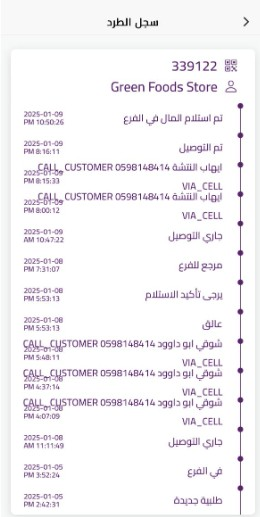 سجل الطرد
339122
Green Foods Store
تم استلام المال في الفرع
2025-01-09
PM 10:50:26
تم التوصيل
2025-01-09
PM 8:16:11
ايهاب النتشة CALL_CUSTOMER 0598148414
VIA_CELL
2025-01-09
PM 8:15:33
ايهاب النتشة CALL_CUSTOMER 0598148414
VIA_CELL
2025-01-09
PM 8:00:12
جاري التوصيل
2025-01-09
AM 10:47:22
مرجع للفرع
2025-01-08
PM 7:31:07
يرجى تأكيد الاستلام
2025-01-08
PM 5:53:13
عالق
2025-01-08
PM 5:53:13
شوقي ابو داوود CALL_CUSTOMER 0598148414
VIA_CELL
2025-01-08
PM 5:48:11
شوقي ابو داوود CALL_CUSTOMER 0598148414
VIA_CELL
2025-01-08
PM 4:37:14
شوقي ابو داوود CALL_CUSTOMER 0598148414
VIA_CELL
2025-01-08
PM 4:07:09
جاري التوصيل
2025-01-08
AM 11:11:49
في الفرع
2025-01-05
PM 3:52:24
طلبية جديدة
2025-01-05
PM 2:42:31